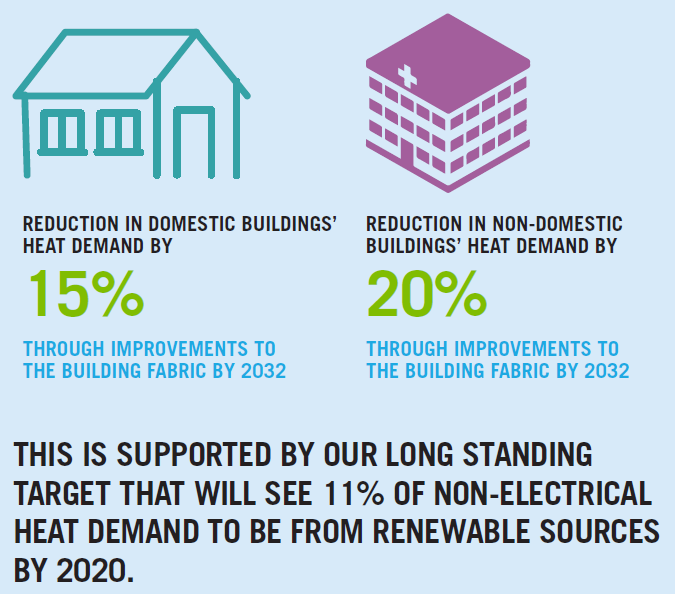 REDUCTION IN DOMESTIC BUILDINGS'
HEAT DEMAND BY
15%
THROUGH IMPROVEMENTS TO
THE BUILDING FABRIC BY 2032
REDUCTION IN NON-DOMESTIC
BUILDINGS' HEAT DEMAND BY
20%
THROUGH IMPROVEMENTS TO
THE BUILDING FABRIC BY 2032
THIS IS SUPPORTED BY OUR LONG STANDING
TARGET THAT WILL SEE 11% OF NON-ELECTRICAL
HEAT DEMAND TO BE FROM RENEWABLE SOURCES
BY 2020.